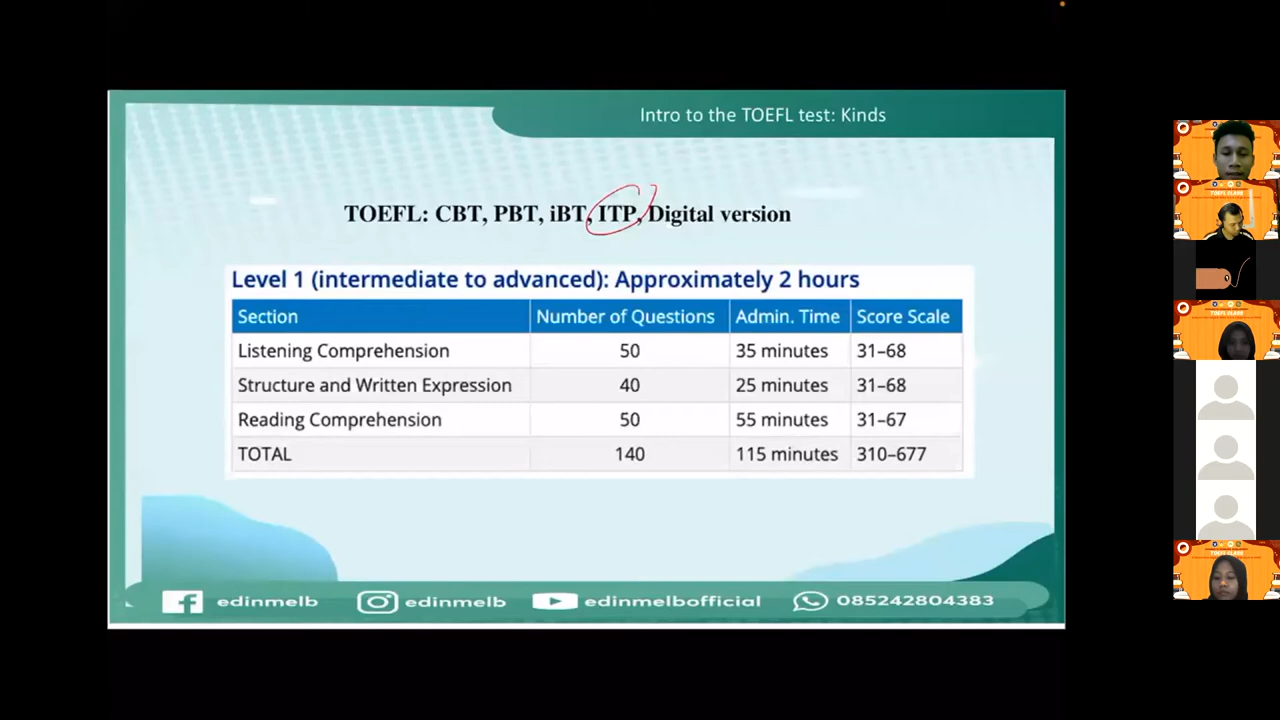 Intro to the TOEFL test: Kinds
TOEFL: CBT, PBT, iBT, ITP, Digital version
Level 1 (intermediate to advanced): Approximately 2 hours
Section Number of Questions Admin. Time Score Scale
Listening Comprehension 50 35 minutes 31–68
Structure and Written Expression 40 25 minutes 31–68
Reading Comprehension 50 55 minutes 31–67
TOTAL 140 115 minutes 310–677
edinmelb edinmelb edinmelbofficial 085242804383
TOEFL CLASS